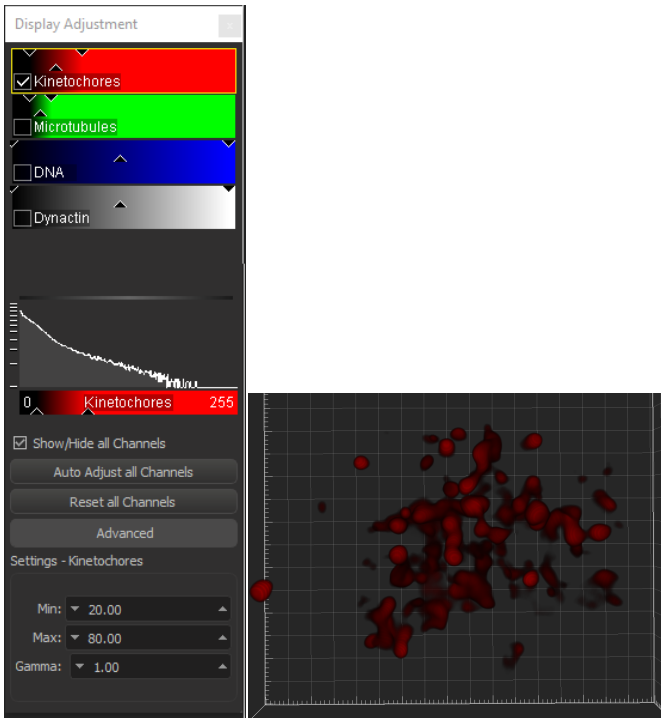 Display Adjustment
x
Kinetochores
Microtubules
DNA
Dynactin
0 Kinetochores 255
Show/Hide all Channels
Auto Adjust all Channels
Reset all Channels
Advanced
Settings - Kinetochores
Min: 20.00
Max: 80.00
Gamma: 1.00